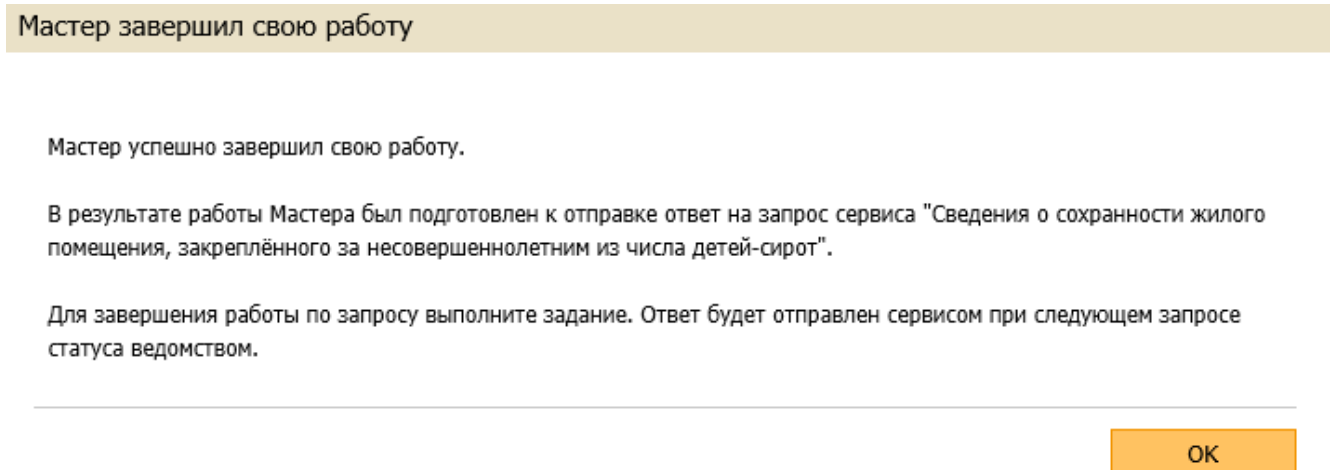 Мастер завершил свою работу
Мастер успешно завершил свою работу.
В результате работы Мастера был подготовлен к отправке ответ на запрос сервиса "Сведения о сохранности жилого
помещения, закреплённого за несовершеннолетним из числа детей-сирот".
Для завершения работы по запросу выполните задание. Ответ будет отправлен сервисом при следующем запросе
статуса ведомством.
ОК